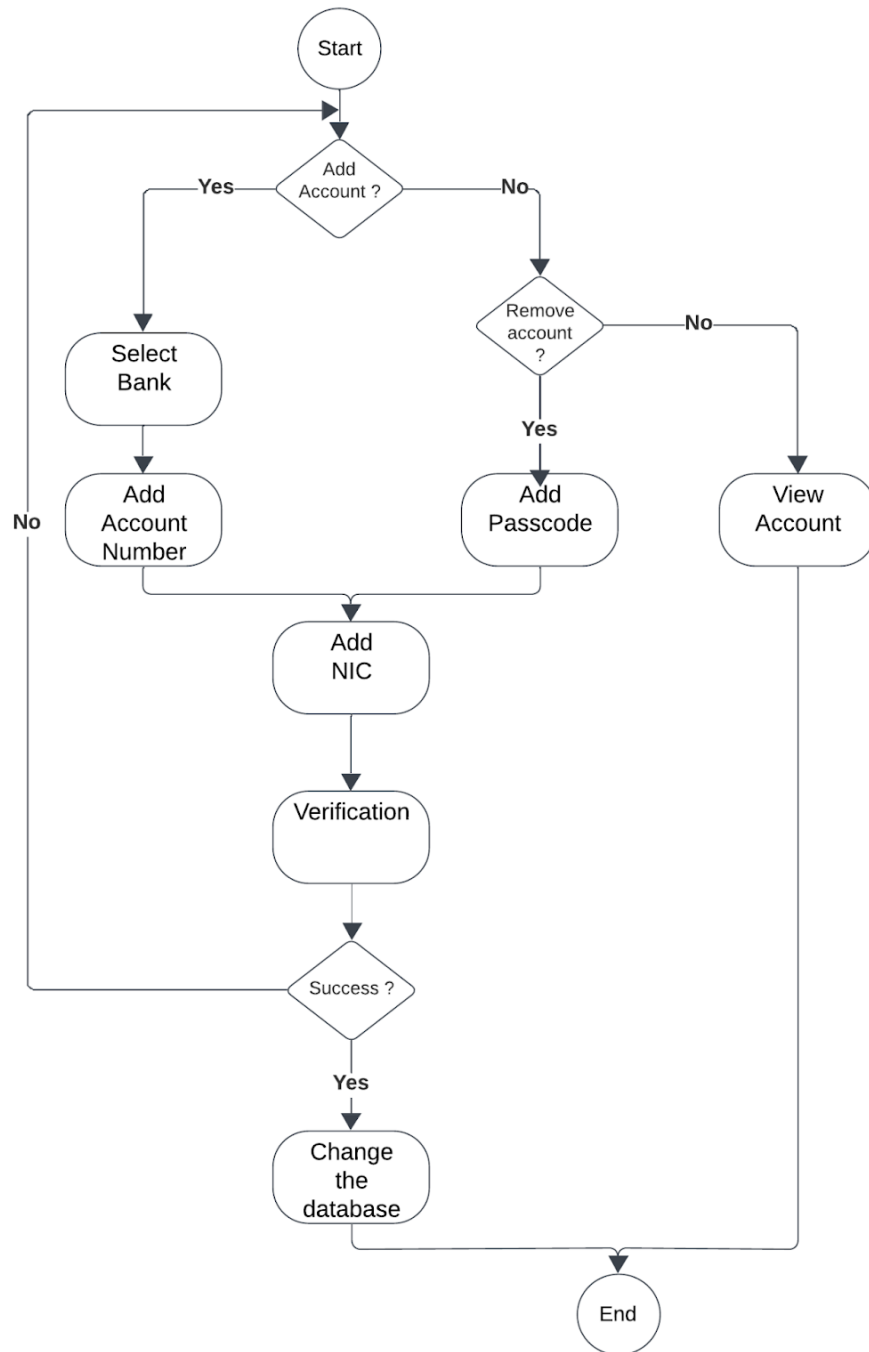 Start
Add
Account ?
Yes
No
Remove
account
?
No
Select
Bank
Yes
Add
Account
Number
Add
Passcode
View
Account
No
Add
NIC
Verification
Success ?
Yes
Change
the
database
End